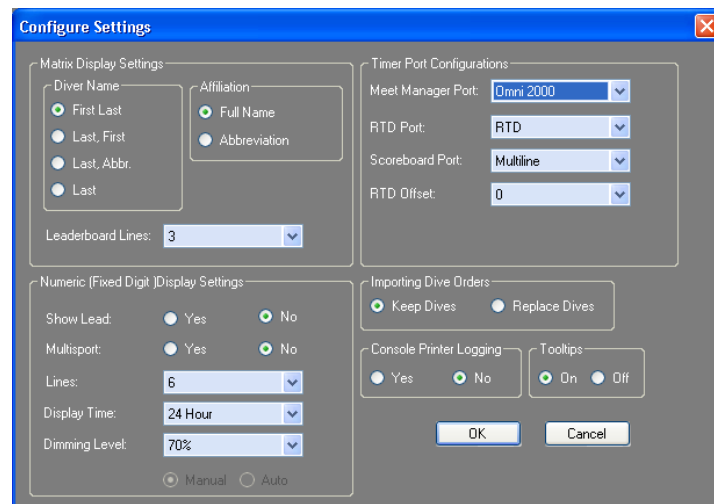 Configure Settings
Matrix Display Settings
Diver Name
First Last
Last, First
Last, Abbr.
Last
Affiliation
Full Name
Abbreviation
Leaderboard Lines: 3
Timer Port Configurations
Meet Manager Port: Omni 2000
RTD Port: RTD
Scoreboard Port: Multiline
RTD Offset: 0
Numeric (Fixed Digit )Display Settings
Show Lead: Yes No
Multisport: Yes No
Lines: 6
Display Time: 24 Hour
Dimming Level: 70%
Manual Auto
Importing Dive Orders
Keep Dives Replace Dives
Console Printer Logging
Yes No
Tooltips
On Off
OK Cancel